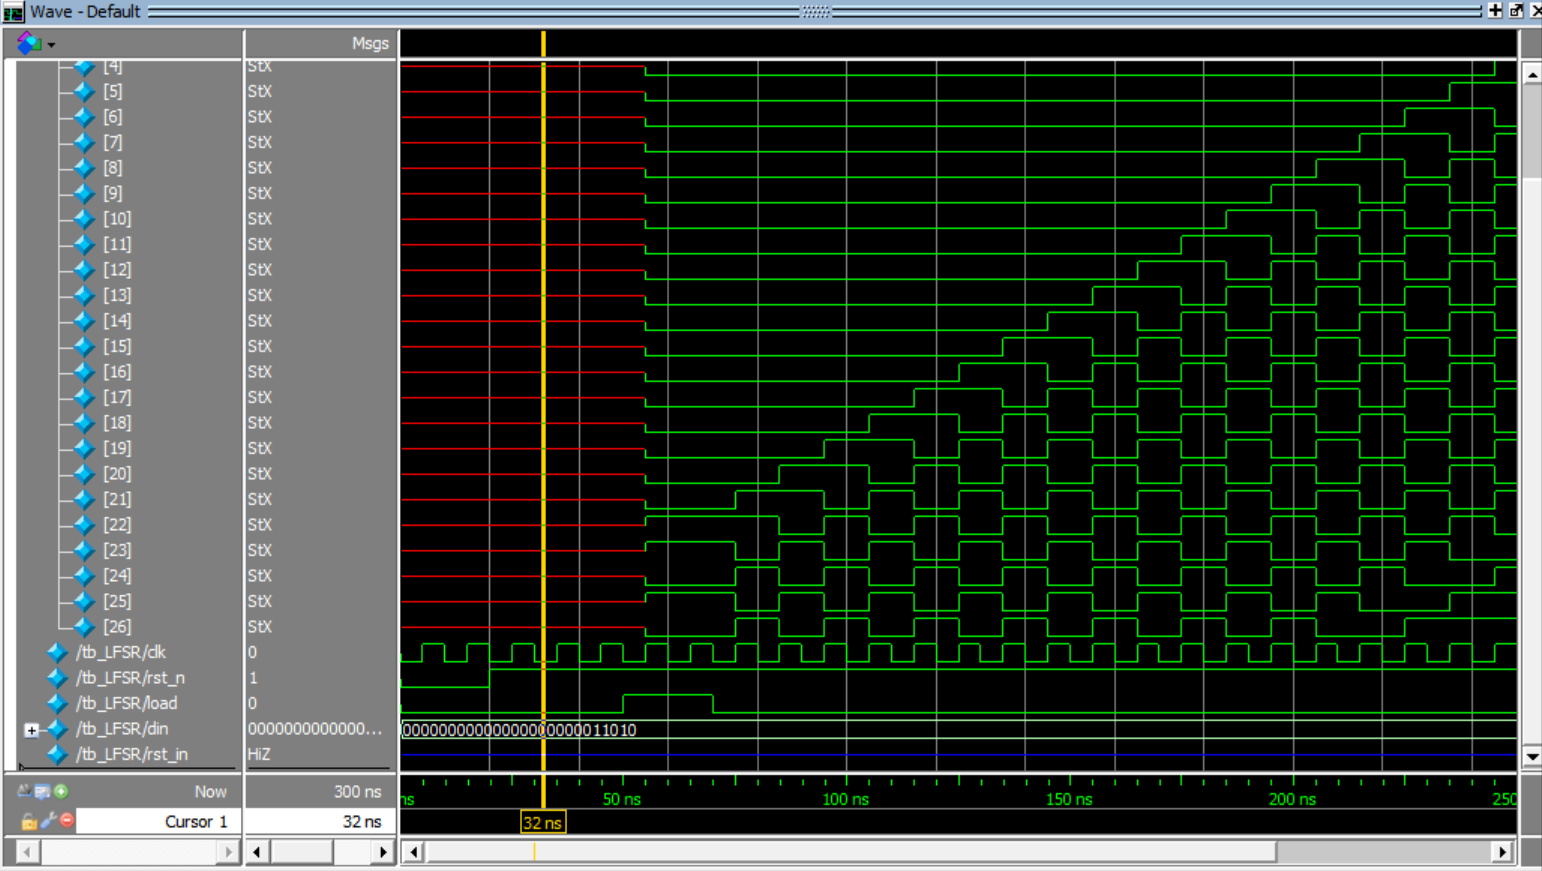 Wave - Default
Msgs
[4] StX
[5] StX
[6] StX
[7] StX
[8] StX
[9] StX
[10] StX
[11] StX
[12] StX
[13] StX
[14] StX
[15] StX
[16] StX
[17] StX
[18] StX
[19] StX
[20] StX
[21] StX
[22] StX
[23] StX
[24] StX
[25] StX
[26] StX
/tb_LFSR/clk 0
/tb_LFSR/rst_n 1
/tb_LFSR/load 0
/tb_LFSR/din 0000000000000... 000000000000000000000011010
/tb_LFSR/rst_in HiZ
Now 300 ns ns 50 ns 100 ns 150 ns 200 ns 250
Cursor 1 32 ns 32 ns